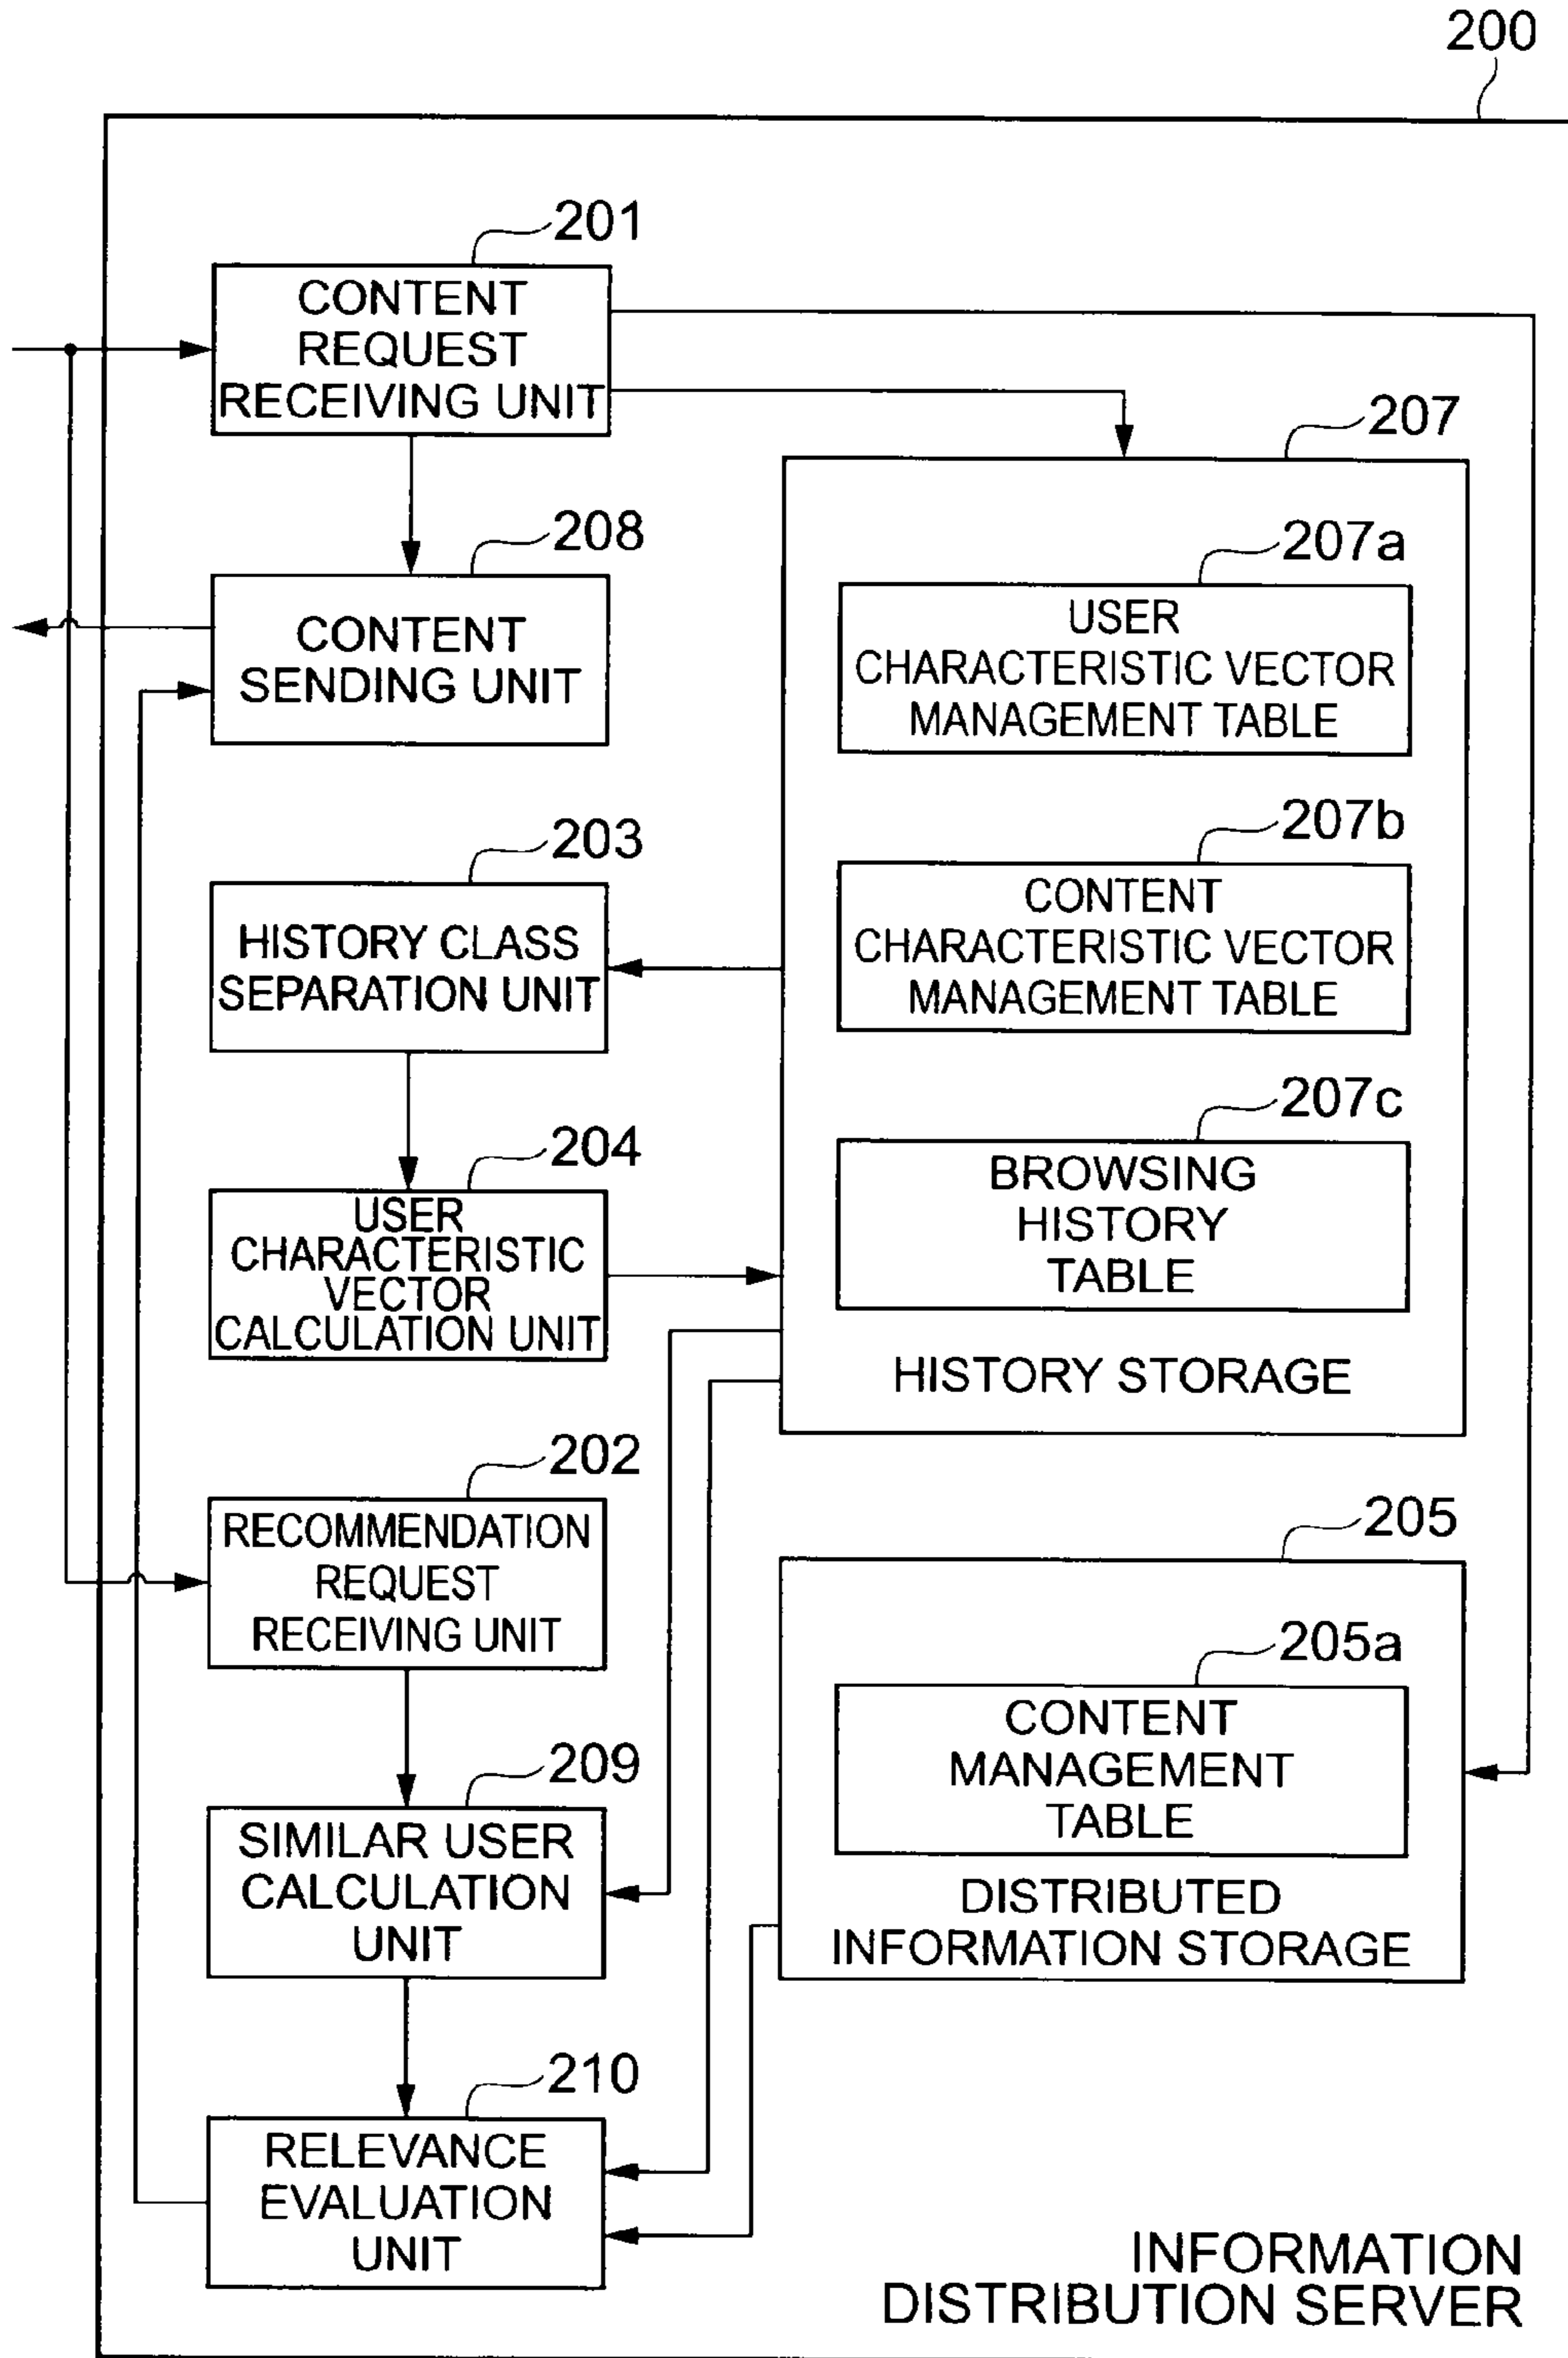 200
201
CONTENT
REQUEST
RECEIVING UNIT
207
208
CONTENT
SENDING UNIT
207a
USER
CHARACTERISTIC VECTOR
MANAGEMENT TABLE
203
HISTORY CLASS
SEPARATION UNIT
207b
CONTENT
CHARACTERISTIC VECTOR
MANAGEMENT TABLE
204
USER
CHARACTERISTIC
VECTOR
CALCULATION UNIT
207c
BROWSING
HISTORY
TABLE
HISTORY STORAGE
202
RECOMMENDATION
REQUEST
RECEIVING UNIT
205
205a
CONTENT
MANAGEMENT
TABLE
DISTRIBUTED
INFORMATION STORAGE
209
SIMILAR USER
CALCULATION
UNIT
210
RELEVANCE
EVALUATION
UNIT
INFORMATION
DISTRIBUTION SERVER